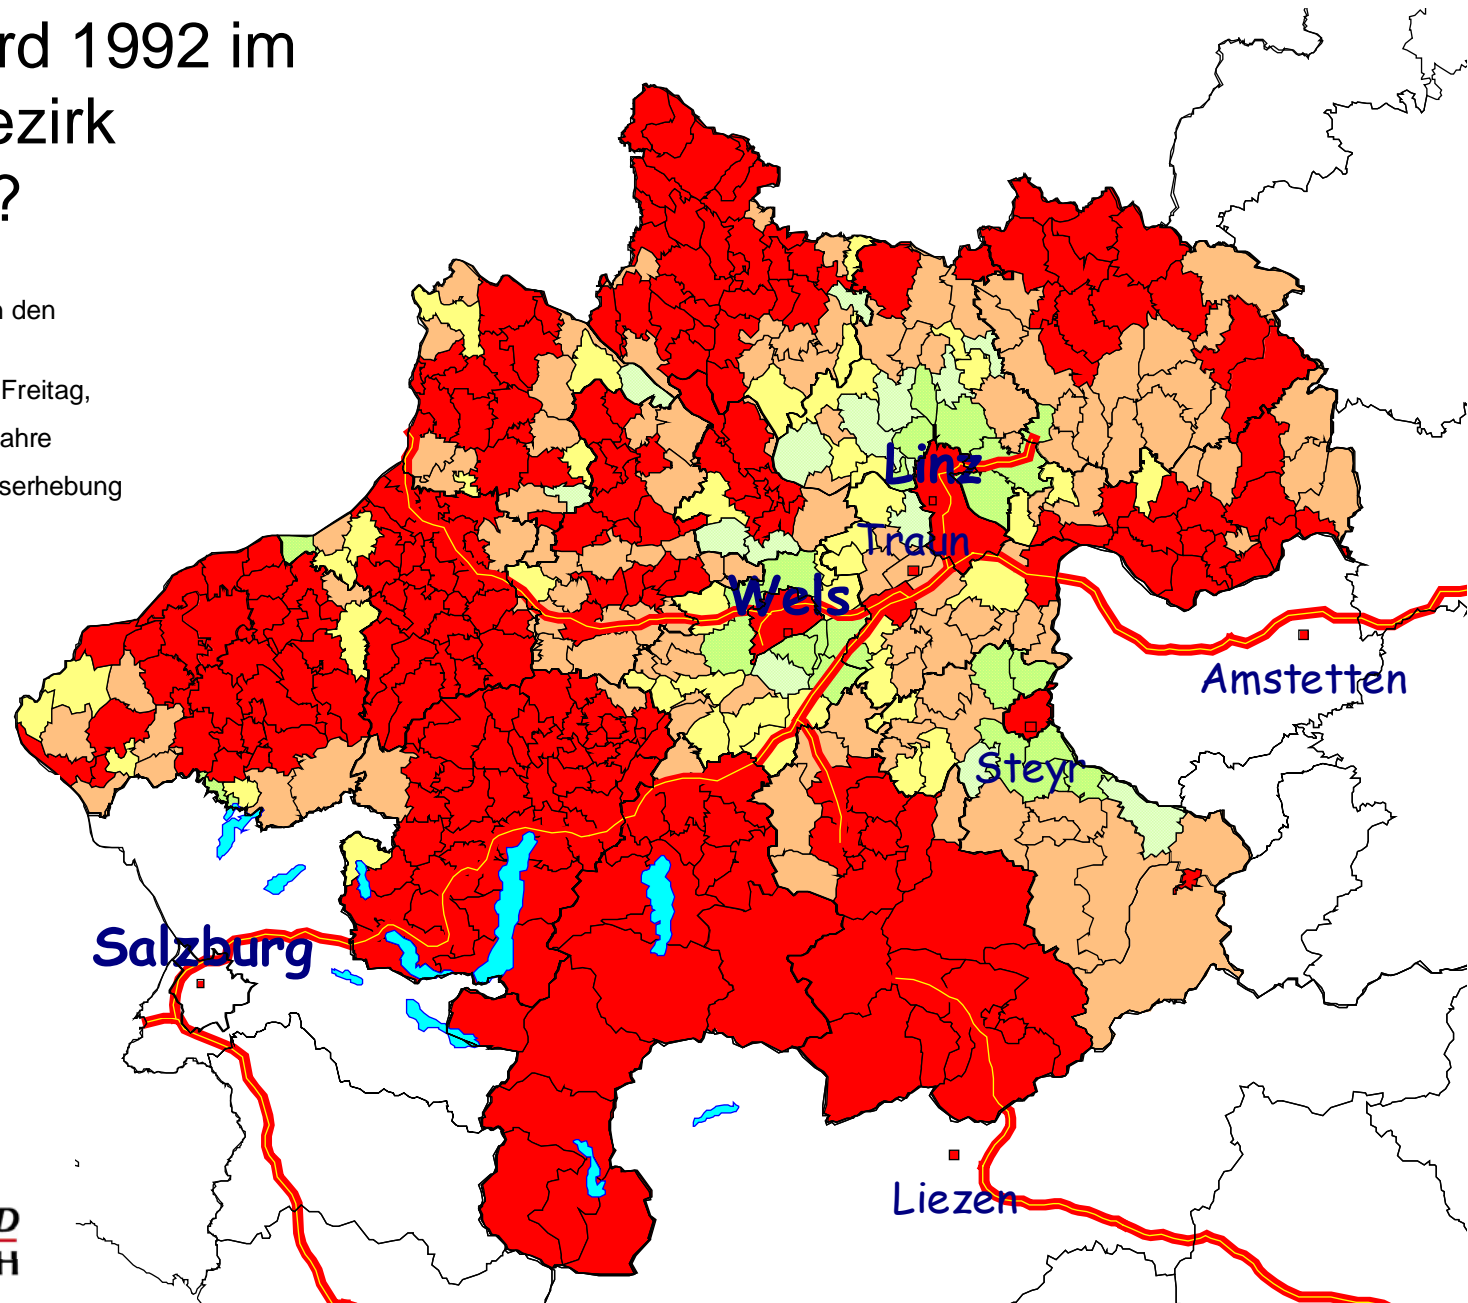 rd 1992 im
ezirk
?
n den
Freitag,
ahre
serhebung
Linz
Traun
Wels
Amstetten
Steyr
Salzburg
Liezen
D
H